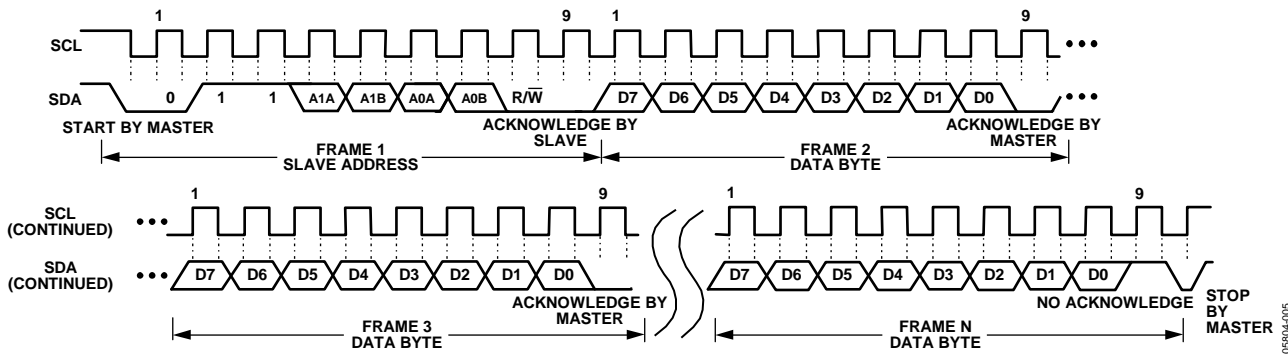 1 9 1 9
SCL
SDA 0 1 1 A1A A1B A0A A0B R/W̅ D7 D6 D5 D4 D3 D2 D1 D0
START BY MASTER
ACKNOWLEDGE BY
SLAVE
ACKNOWLEDGE BY
MASTER
FRAME 1
SLAVE ADDRESS
FRAME 2
DATA BYTE
1 9 1 9
SCL
(CONTINUED)
SDA
(CONTINUED)
D7 D6 D5 D4 D3 D2 D1 D0 D7 D6 D5 D4 D3 D2 D1 D0
ACKNOWLEDGE BY
MASTER
NO ACKNOWLEDGE
STOP
BY
MASTER
FRAME 3
DATA BYTE
FRAME N
DATA BYTE
05804-005